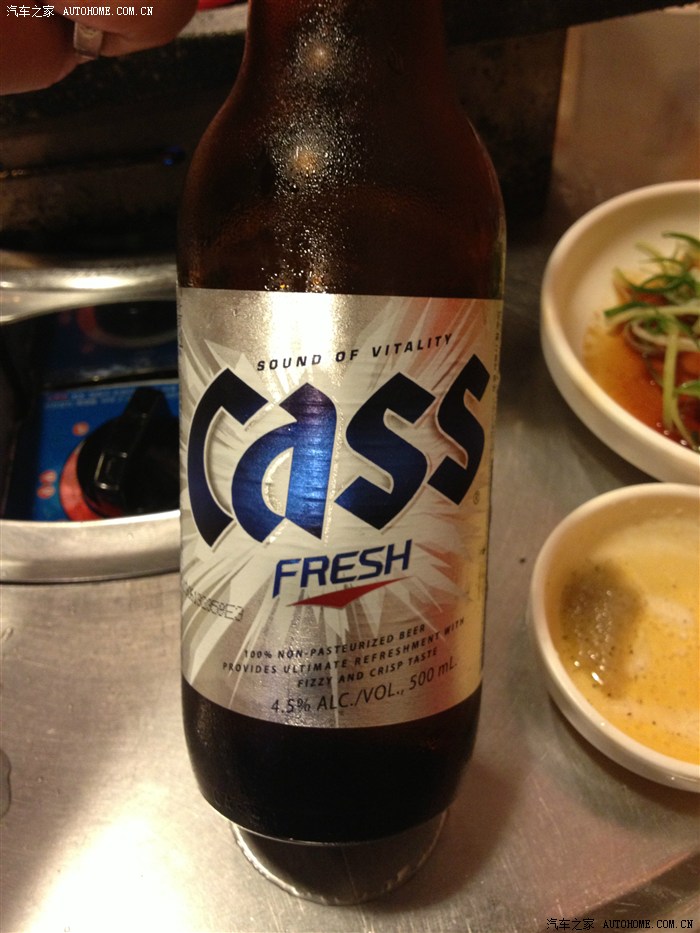 汽车之家 AUTOHOME.COM.CN
SOUND OF VITALITY
Cass
FRESH
100% NON-PASTEURIZED BEER
PROVIDES ULTIMATE REFRESHMENT WITH
FIZZY AND CRISP TASTE
4.5% ALC./VOL., 500 mL.
汽车之家 AUTOHOME.COM.CN